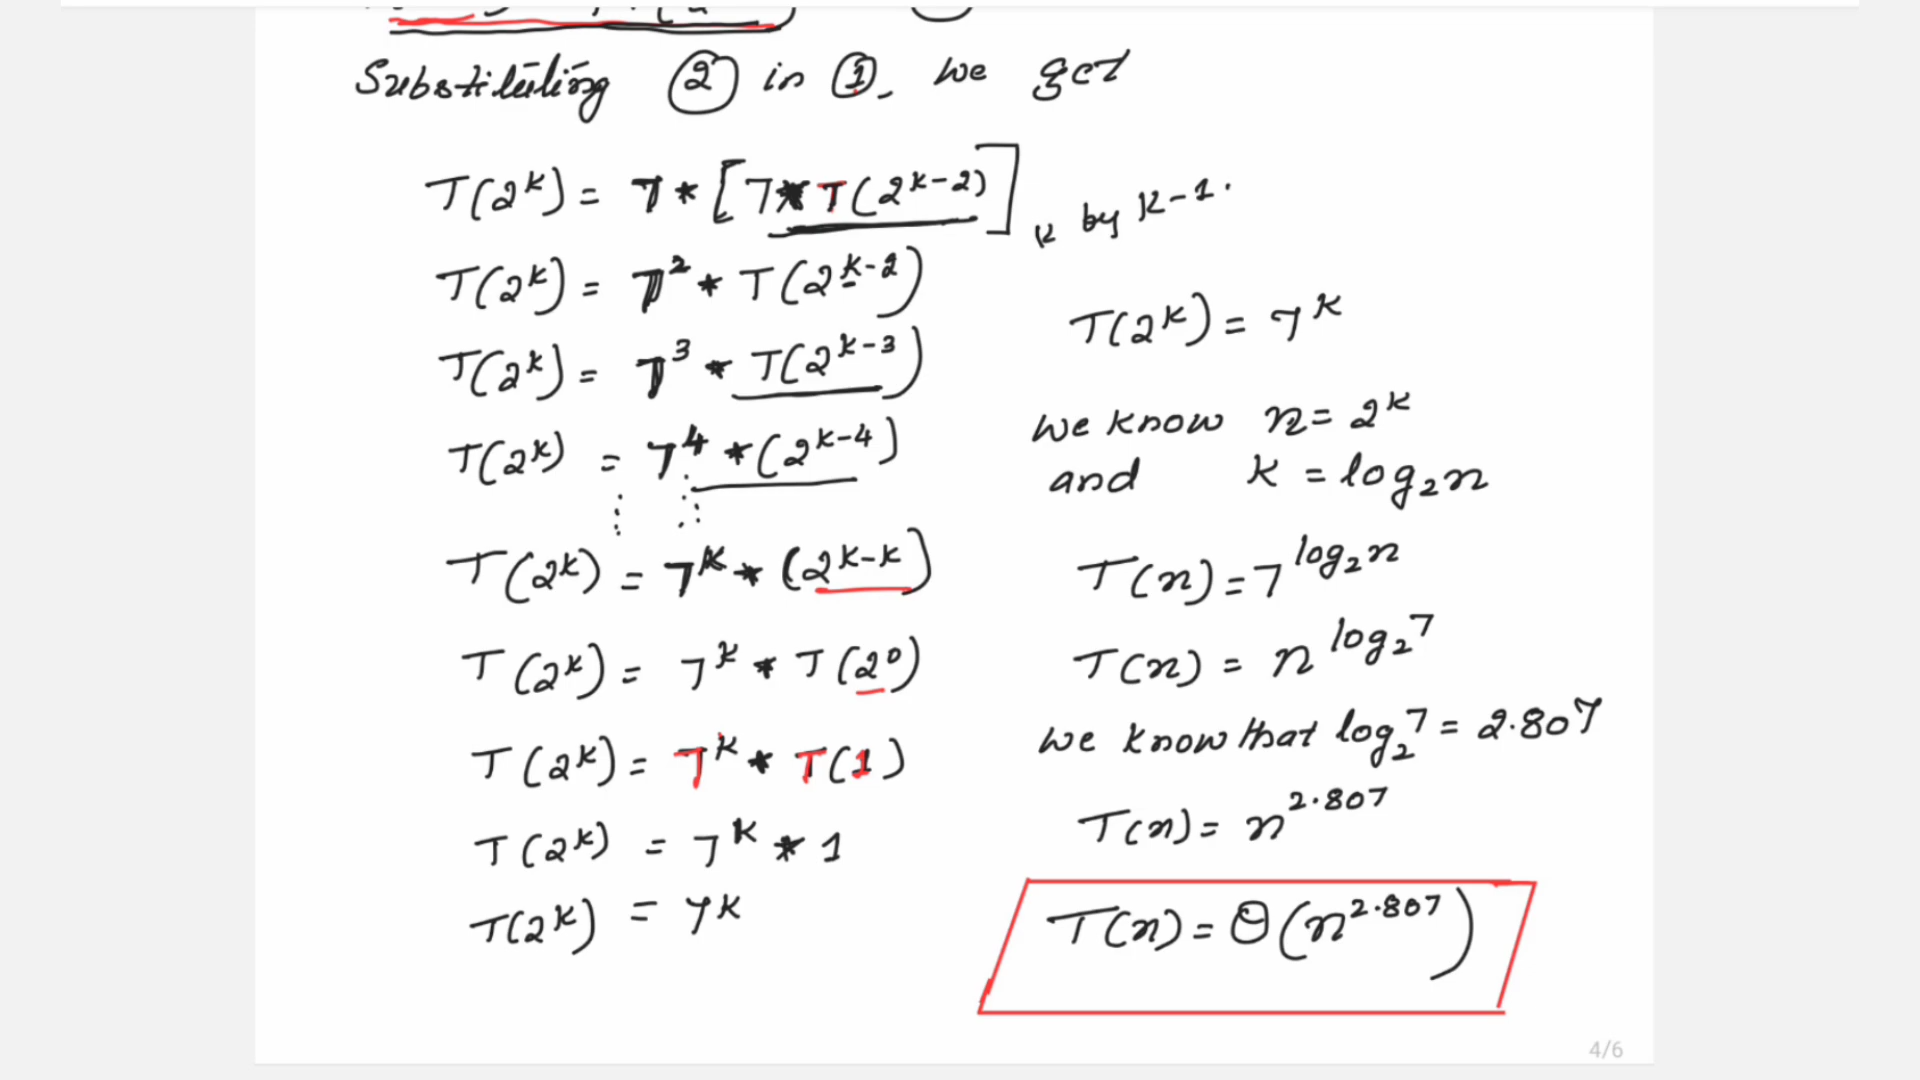 Substituting ② in ①, we get
T(2^k) = 7 * [7 * T(2^k-2)]
k by k-1.
T(2^k) = 7^2 * T(2^k-2)
T(2^k) = 7^3 * T(2^k-3)
T(2^k) = 7^4 * (2^k-4)
T(2^k) = 7^k * (2^k-k)
T(2^k) = 7^k * T(2^0)
T(2^k) = 7^k * T(1)
T(2^k) = 7^k * 1
T(2^k) = 7^k
T(2^k) = 7^k
we know n = 2^k
and k = log₂n
T(n) = 7^log₂n
T(n) = n^log₂7
we know that log₂7 = 2.807
T(n) = n^2.807
T(n) = Θ(n^2.807)
4/6